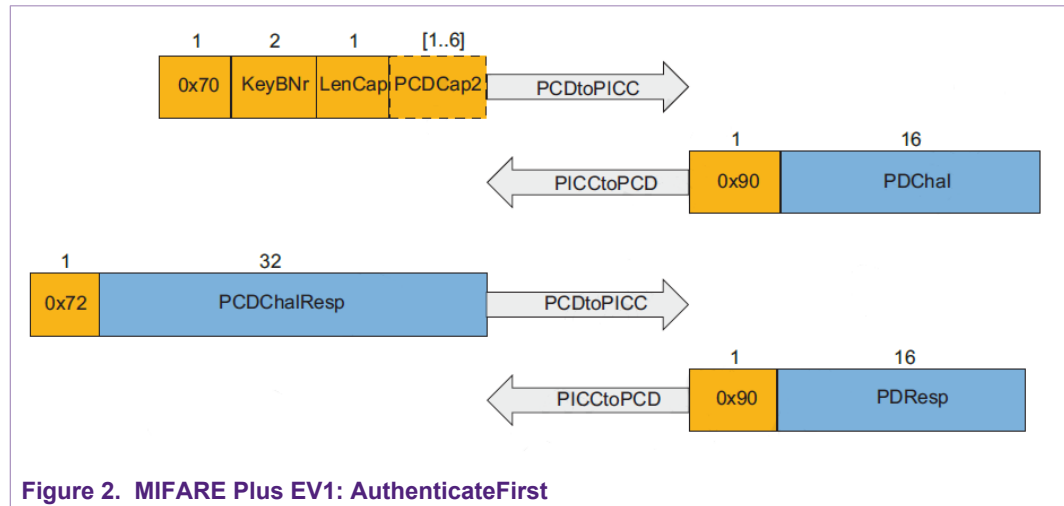 1 2 1 [1..6]
0x70 KeyBNr LenCap PCDCap2 PCDtoPICC
1 16
PICCtoPCD 0x90 PDChal
1 32
0x72 PCDChalResp PCDtoPICC
1 16
PICCtoPCD 0x90 PDResp
Figure 2. MIFARE Plus EV1: AuthenticateFirst